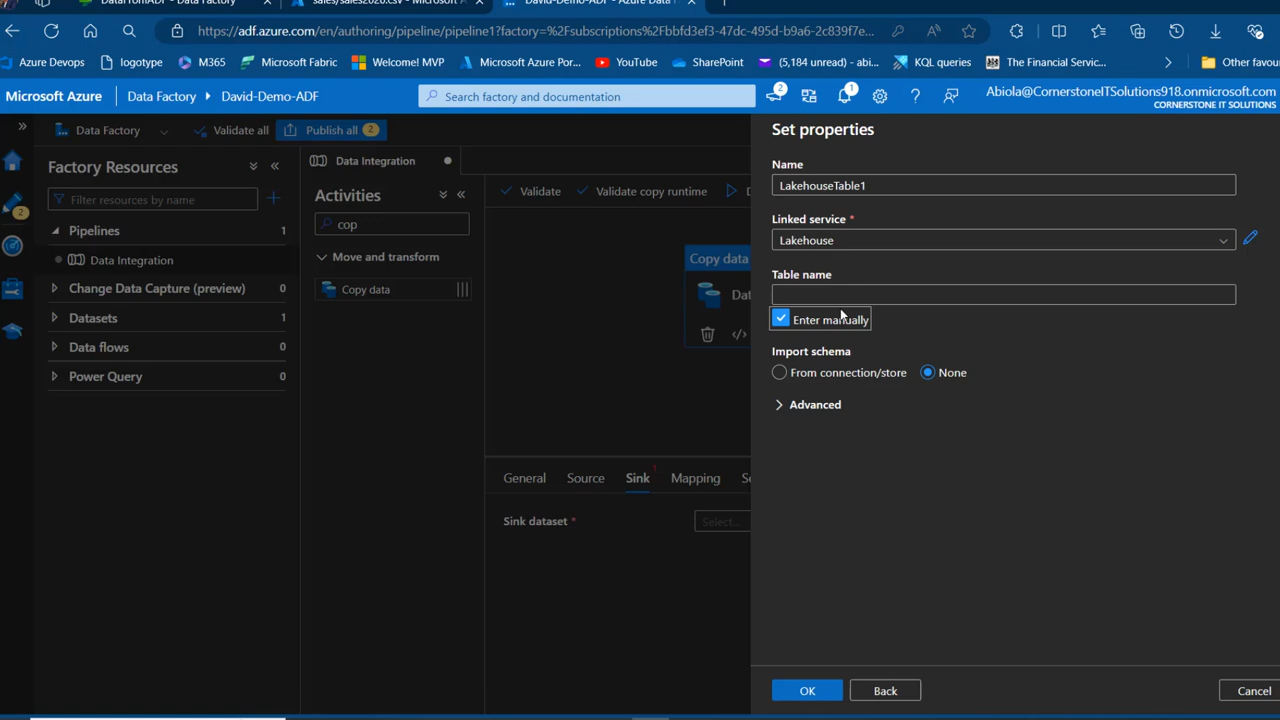 DataFromADF - Data Factory
sales/sales2020.csv - Microsoft A
David-Demo-ADF - Azure Data
https://adf.azure.com/en/authoring/pipeline/pipeline1?factory=%2Fsubscriptions%2Fbbfd3ef3-47dc-495d-b9a6-2c839f7e...
Azure Devops
logotype
M365
Microsoft Fabric
Welcome! MVP
Microsoft Azure Por...
YouTube
SharePoint
(5,184 unread) - abi...
KQL queries
The Financial Servic...
Other favou
Microsoft Azure
Data Factory
David-Demo-ADF
Search factory and documentation
2
1
Abiola@CornerstoneITSolutions918.onmicrosoft.com
CORNERSTONE IT SOLUTIONS
Data Factory
Validate all
Publish all 2
Factory Resources
Filter resources by name
Pipelines 1
Data Integration
Change Data Capture (preview) 0
Datasets 1
Data flows 0
Power Query 0
2
Data Integration
Activities
cop
Move and transform
Copy data
Validate
Validate copy runtime
Copy data
Dat
General
Source
Sink 1
Mapping
Sink dataset *
Select...
Set properties
Name
LakehouseTable1
Linked service *
Lakehouse
Table name
Enter manually
Import schema
From connection/store
None
Advanced
OK
Back
Cancel